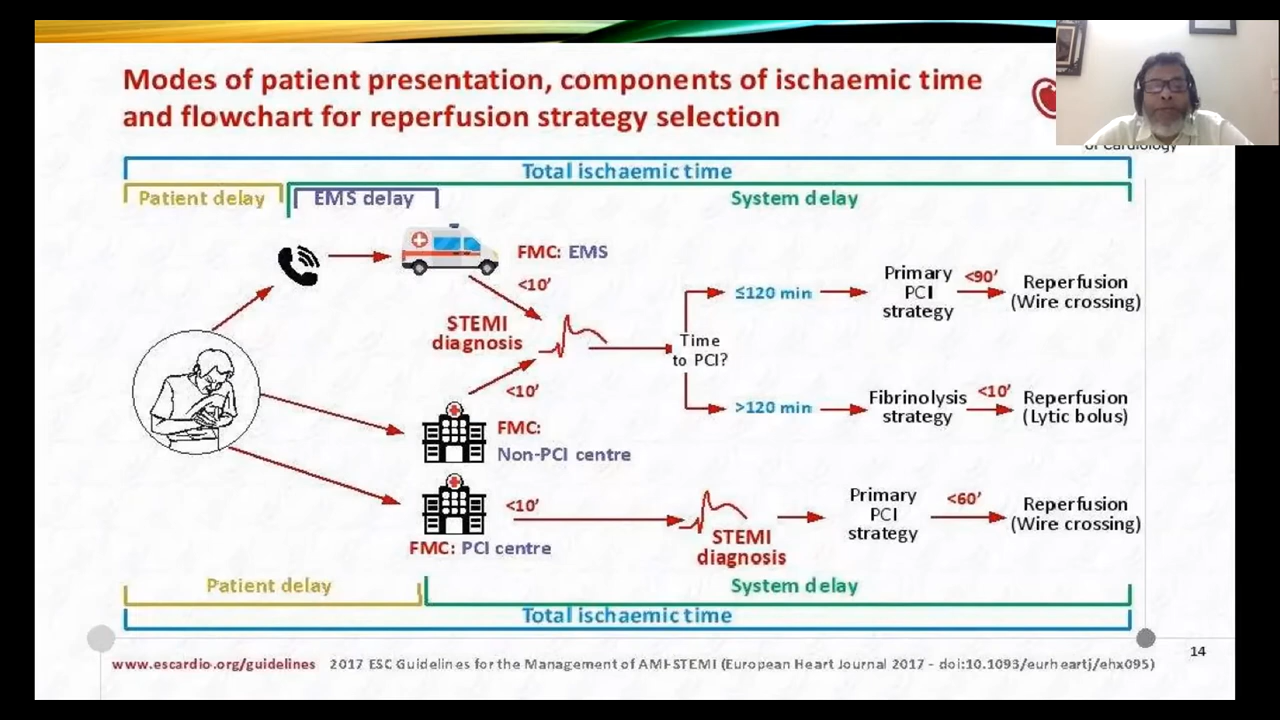 Modes of patient presentation, components of ischaemic time
and flowchart for reperfusion strategy selection
of Cardiology
Total ischaemic time
Patient delay
EMS delay
System delay
FMC: EMS
<10'
STEMI
diagnosis
<10'
FMC:
Non-PCI centre
Time
to PCI?
≤120 min
Primary
PCI
strategy
<90'
Reperfusion
(Wire crossing)
>120 min
Fibrinolysis
strategy
<10'
Reperfusion
(Lytic bolus)
FMC: PCI centre
<10'
STEMI
diagnosis
Primary
PCI
strategy
<60'
Reperfusion
(Wire crossing)
Patient delay
System delay
Total ischaemic time
14
www.escardio.org/guidelines 2017 ESC Guidelines for the Management of AMI-STEMI (European Heart Journal 2017 - doi:10.1093/eurheartj/ehx095)